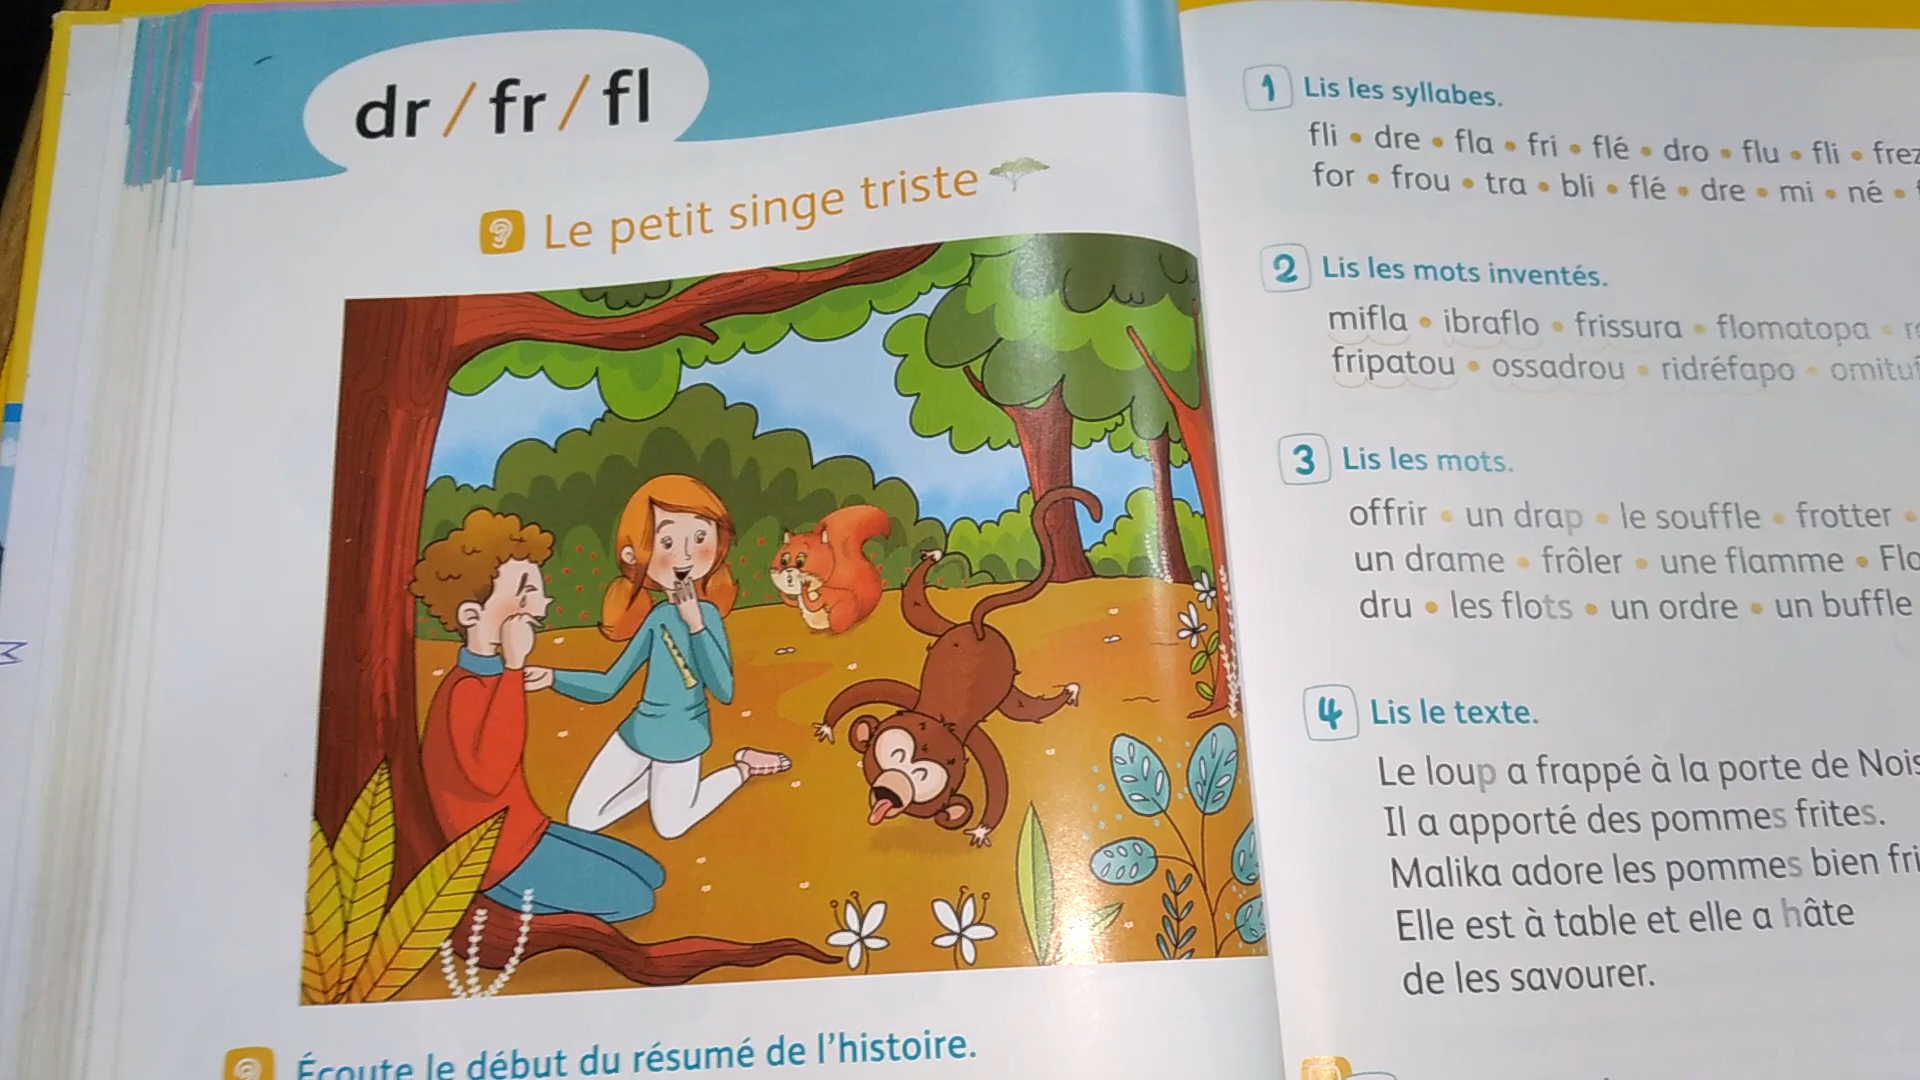 dr / fr / fl
Le petit singe triste
Écoute le début du résumé de l'histoire.
1 Lis les syllabes.
fli • dre • fla • fri • flé • dro • flu • fli •
for • frou • tra • bli • flé • dre • mi • né •
2 Lis les mots inventés.
mifla • ibraflo • frissura • flomatopa •
fripatou • ossadrou • ridréfapo •
3 Lis les mots.
offrir • un drap • le souffle • frotter •
un drame • frôler • une flamme •
dru • les flots • un ordre • un buffle
4 Lis le texte.
Le loup a frappé à la porte de
Il a apporté des pommes frites.
Malika adore les pommes bien
Elle est à table et elle a hâte
de les savourer.